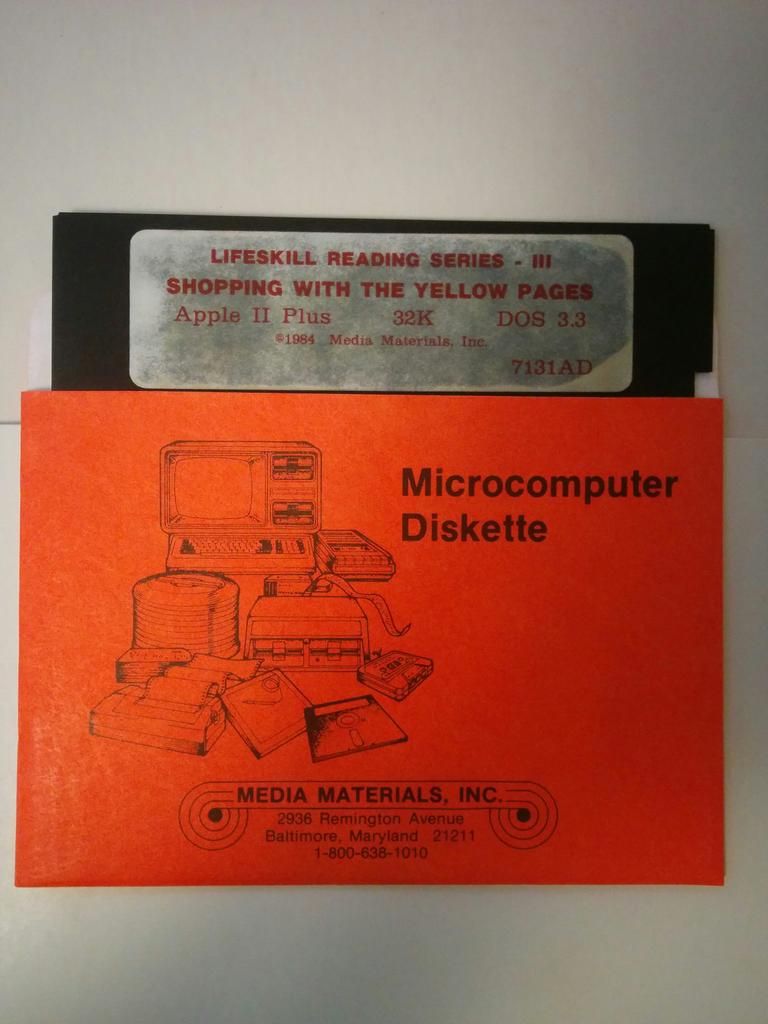 LIFESKILL READING SERIES - III
SHOPPING WITH THE YELLOW PAGES
Apple II Plus 32K DOS 3.3
©1984 Media Materials, Inc.
7131AD
Microcomputer
Diskette
MEDIA MATERIALS, INC.
2936 Remington Avenue
Baltimore, Maryland 21211
1-800-638-1010